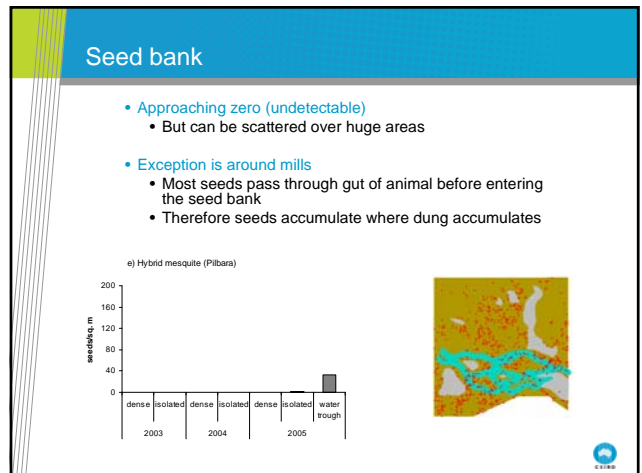 Seed bank
• Approaching zero (undetectable)
• But can be scattered over huge areas
• Exception is around mills
• Most seeds pass through gut of animal before entering
the seed bank
• Therefore seeds accumulate where dung accumulates
e) Hybrid mesquite (Pilbara)
200
160
120
80
40
0
seeds/sq. m
dense isolated dense isolated dense isolated water
trough
2003 2004 2005
CSIRO